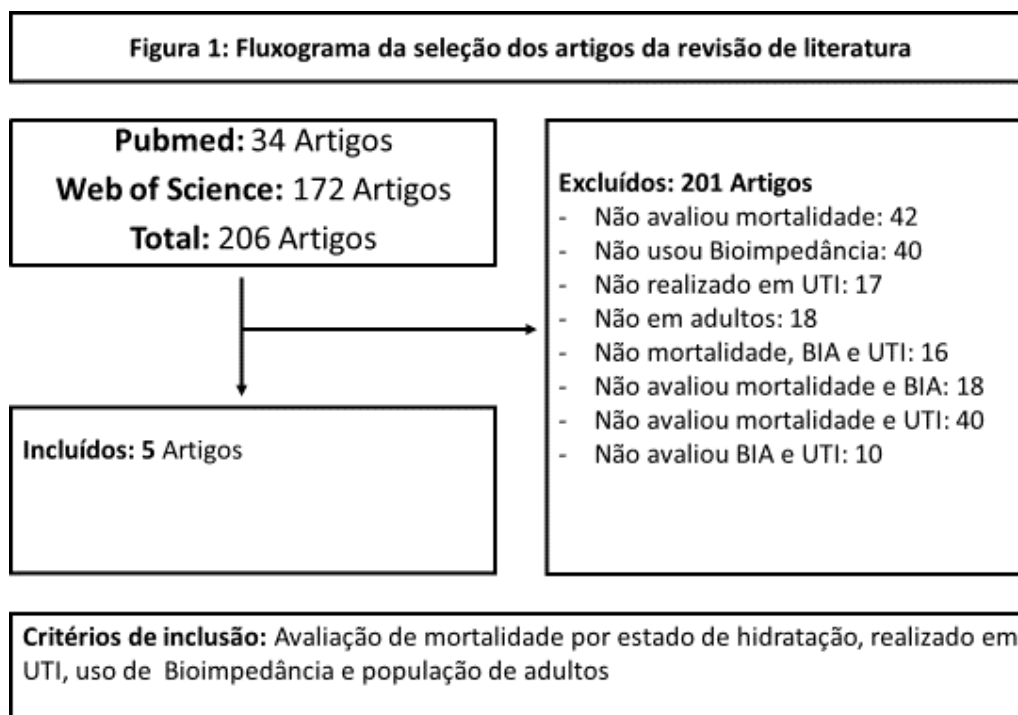 Figura 1: Fluxograma da seleção dos artigos da revisão de literatura
Pubmed: 34 Artigos
Web of Science: 172 Artigos
Total: 206 Artigos
Excluídos: 201 Artigos
- Não avaliou mortalidade: 42
- Não usou Bioimpedância: 40
- Não realizado em UTI: 17
- Não em adultos: 18
- Não mortalidade, BIA e UTI: 16
- Não avaliou mortalidade e BIA: 18
- Não avaliou mortalidade e UTI: 40
- Não avaliou BIA e UTI: 10
Incluídos: 5 Artigos
Critérios de inclusão: Avaliação de mortalidade por estado de hidratação, realizado em
UTI, uso de Bioimpedância e população de adultos